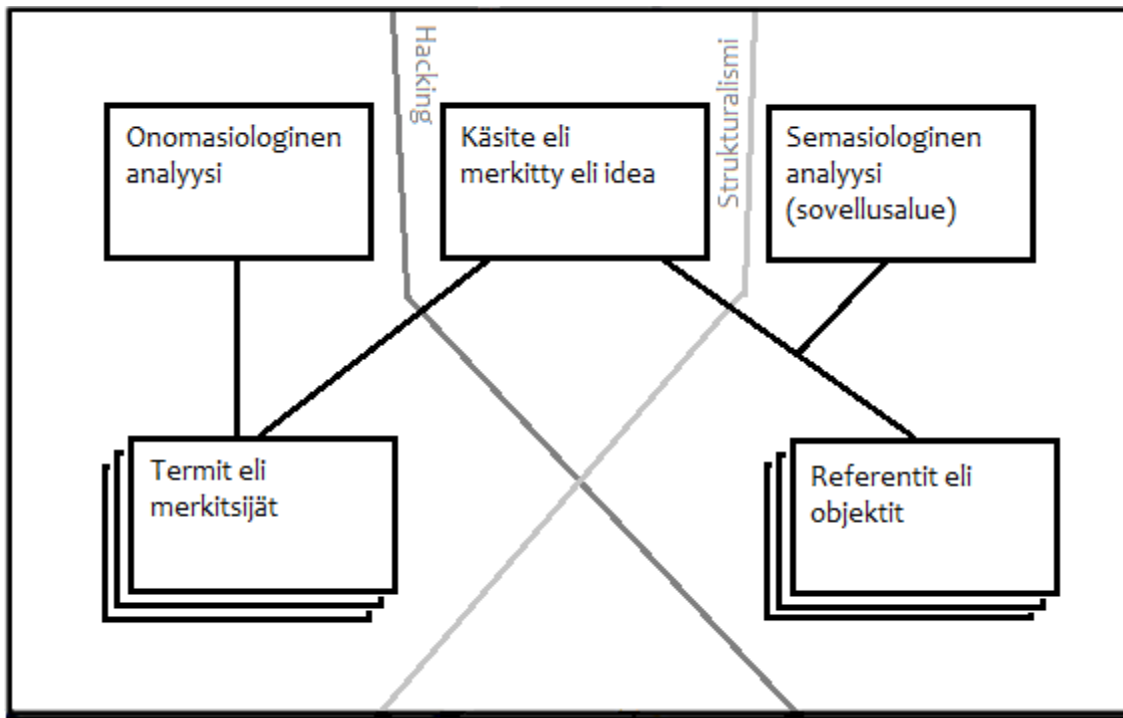 Hacking
Strukturalismi
Onomasiologinen
analyysi
Käsite eli
merkitty eli idea
Semasiologinen
analyysi
(sovellusalue)
Termit eli
merkitsijät
Referentit eli
objektit